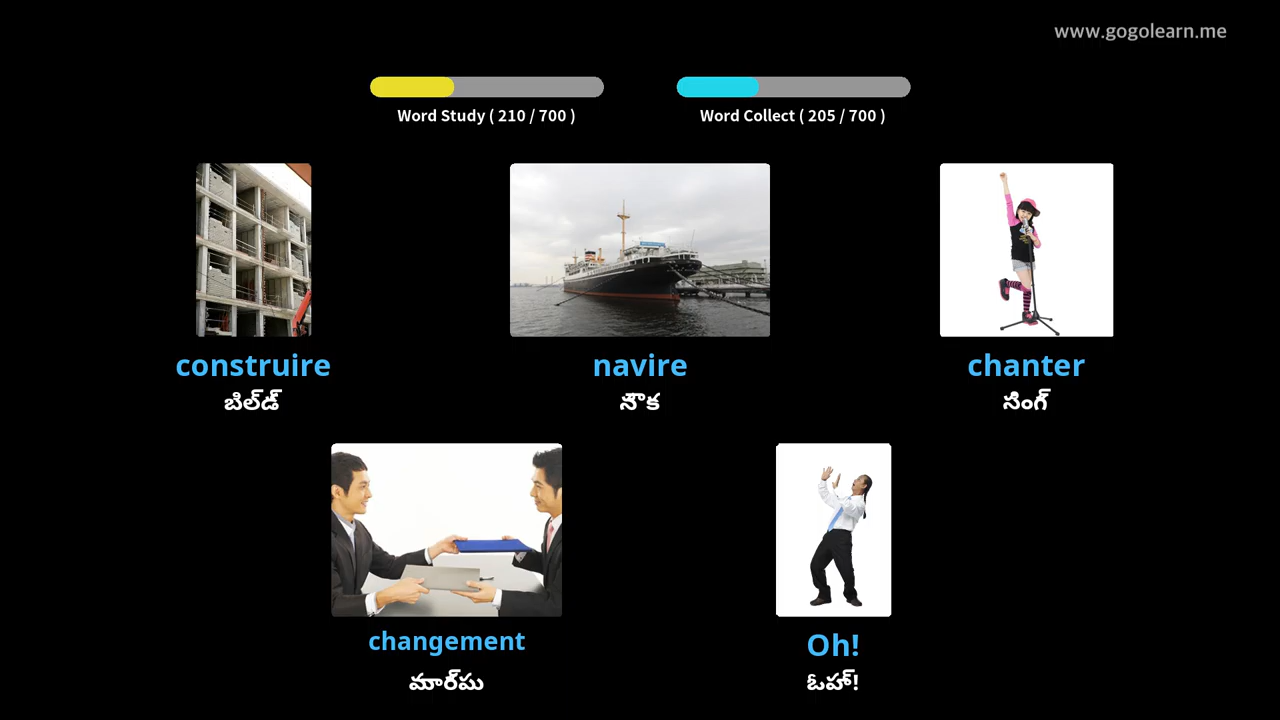 www.gogolearn.me
Word Study ( 210 / 700 )
Word Collect ( 205 / 700 )
construire
బిల్డ్
navire
నౌక
chanter
సింగ్
changement
మార్పు
Oh!
ఓహ్!